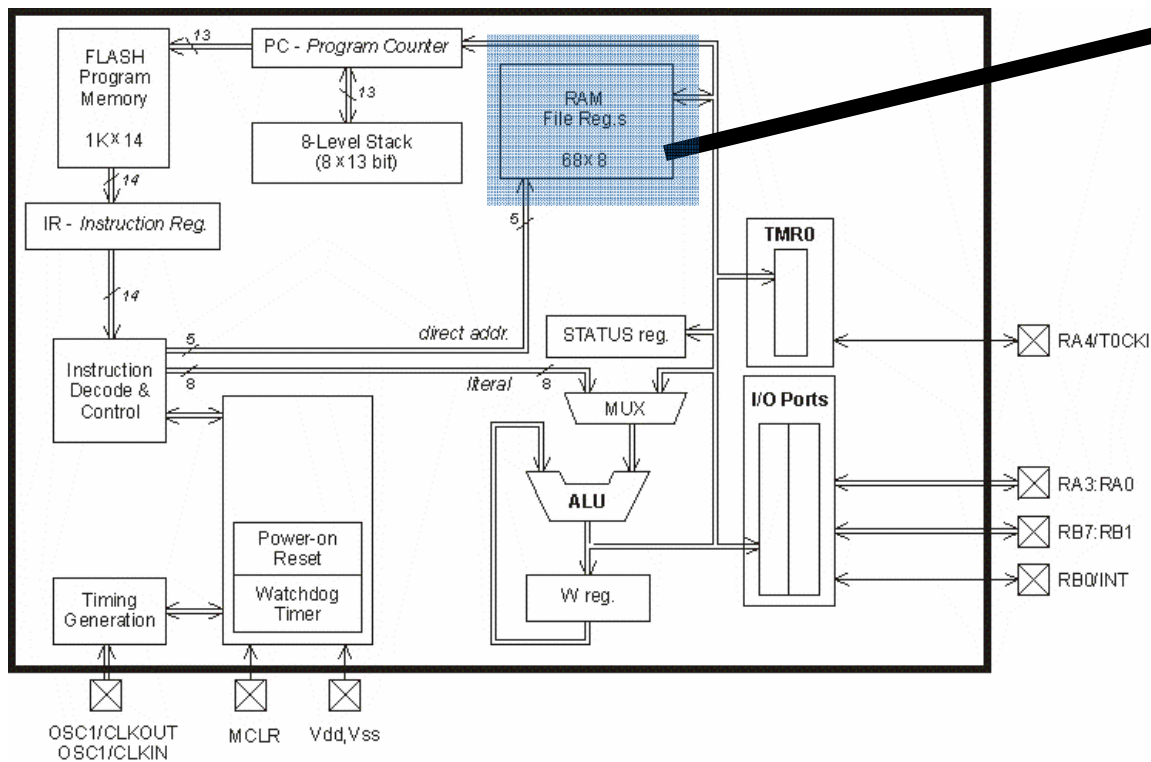 FLASH
Program
Memory
1K× 14
13
PC - Program Counter
13
8-Level Stack
(8 ×13 bit)
RAM
File Reg.s
68× 8
14
IR - Instruction Reg.
14
5
TMR0
STATUS reg.
direct addr.
5
8
literal
8
Instruction
Decode &
Control
MUX
I/O Ports
ALU
RA4/T0CKI
RA3:RA0
RB7:RB1
RB0/INT
Power-on
Reset
Watchdog
Timer
W reg.
Timing
Generation
OSC1/CLKOUT
OSC1/CLKIN
MCLR
Vdd,Vss